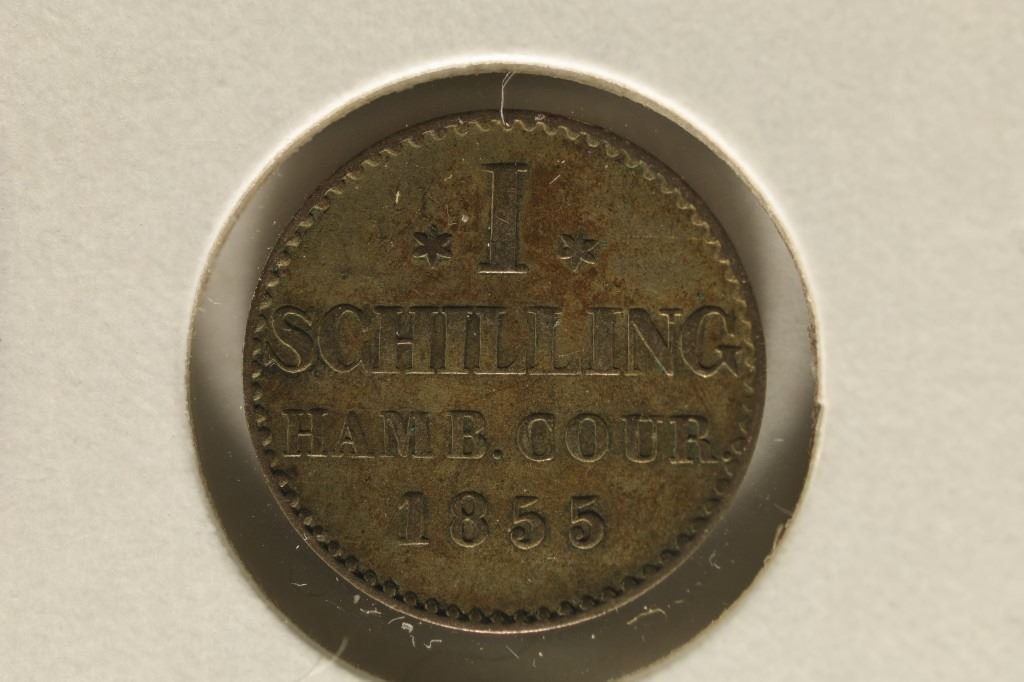 * I *
SCHILLING
HAMB. COUR.
1855